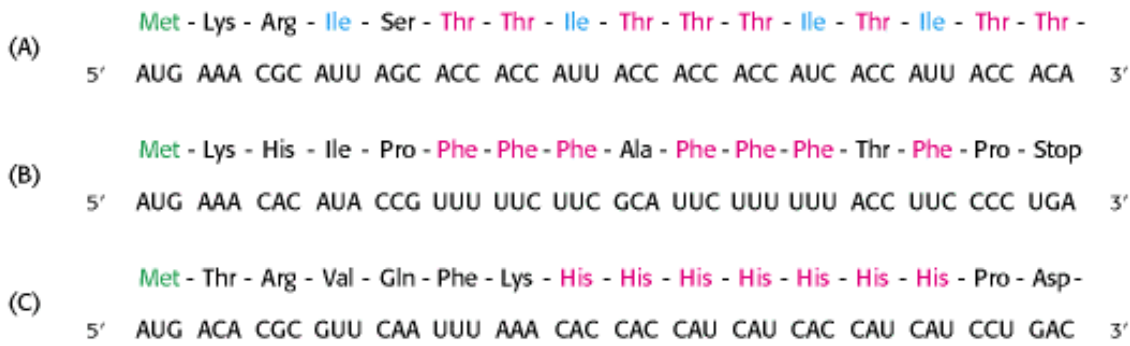 Met - Lys - Arg - Ile - Ser - Thr - Thr - Ile - Thr - Thr - Thr - Ile - Thr - Ile - Thr - Thr -
(A)
5′ AUG AAA CGC AUU AGC ACC ACC AUU ACC ACC ACC AUC ACC AUU ACC ACA 3′
Met - Lys - His - Ile - Pro - Phe - Phe - Phe - Ala - Phe - Phe - Phe - Thr - Phe - Pro - Stop
(B)
5′ AUG AAA CAC AUA CCG UUU UUC UUC GCA UUC UUU UUU ACC UUC CCC UGA 3′
Met - Thr - Arg - Val - Gln - Phe - Lys - His - His - His - His - His - His - His - Pro - Asp -
(C)
5′ AUG ACA CGC GUU CAA UUU AAA CAC CAC CAU CAU CAC CAU CAU CCU GAC 3′